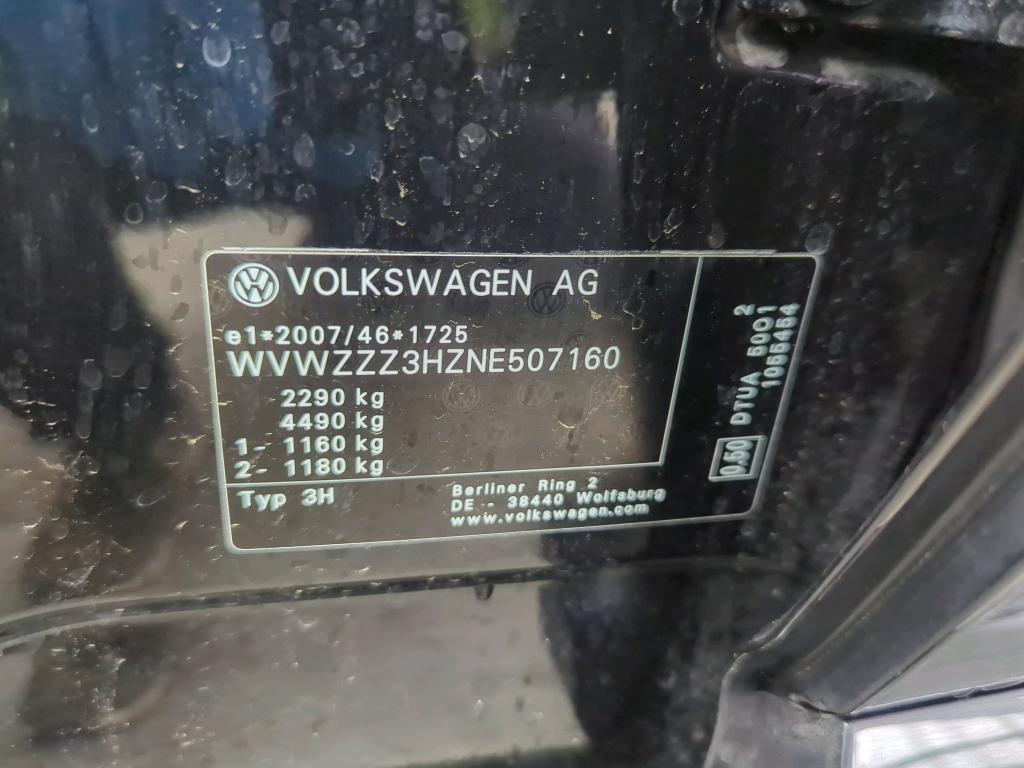 VOLKSWAGEN AG
e1*2007/46*1725
WVWZZZ3HZNE507160
2290 kg
4490 kg
1- 1160 kg
2- 1180 kg
Typ 3H
Berliner Ring 2
DE - 38440 Wolfsburg
www.volkswagen.com
0.50 DTUA 5001 2
1055454